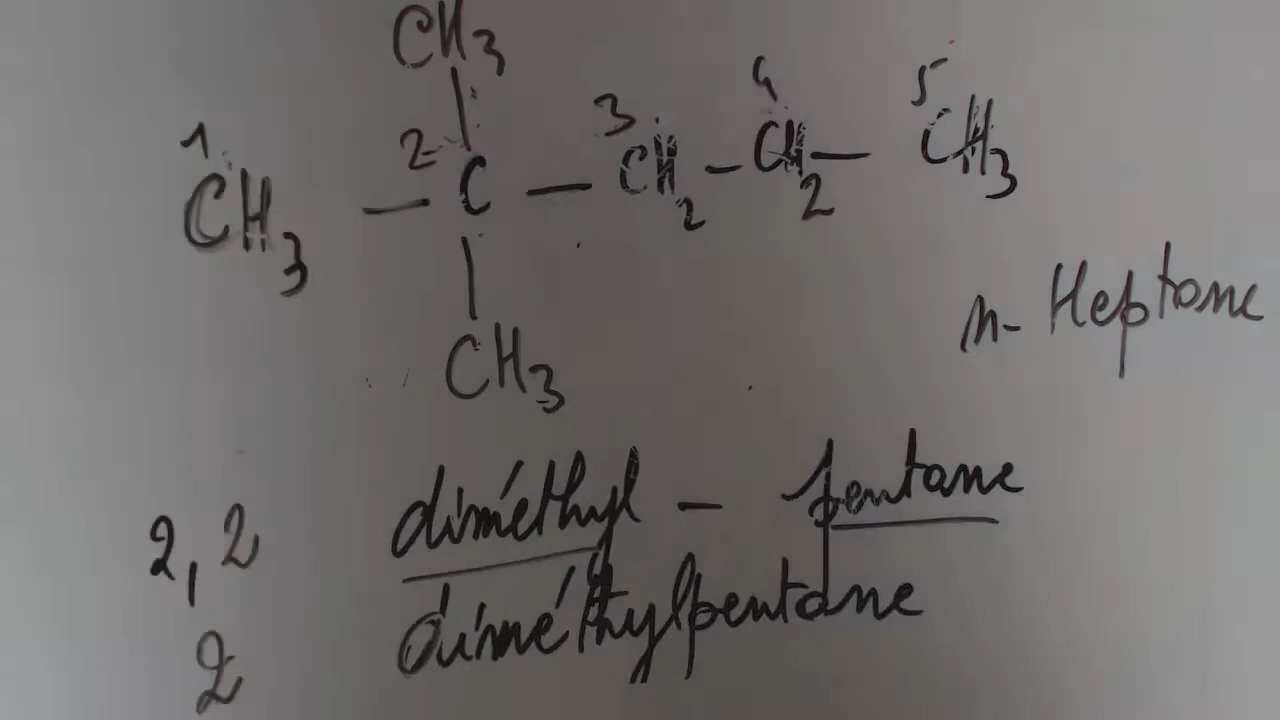 CH3
1 2 3 4 5
CH3 — C — CH2 — CH2 — CH3
CH3
n- Heptane
2,2 diméthyl — pentane
2 diméthylpentane